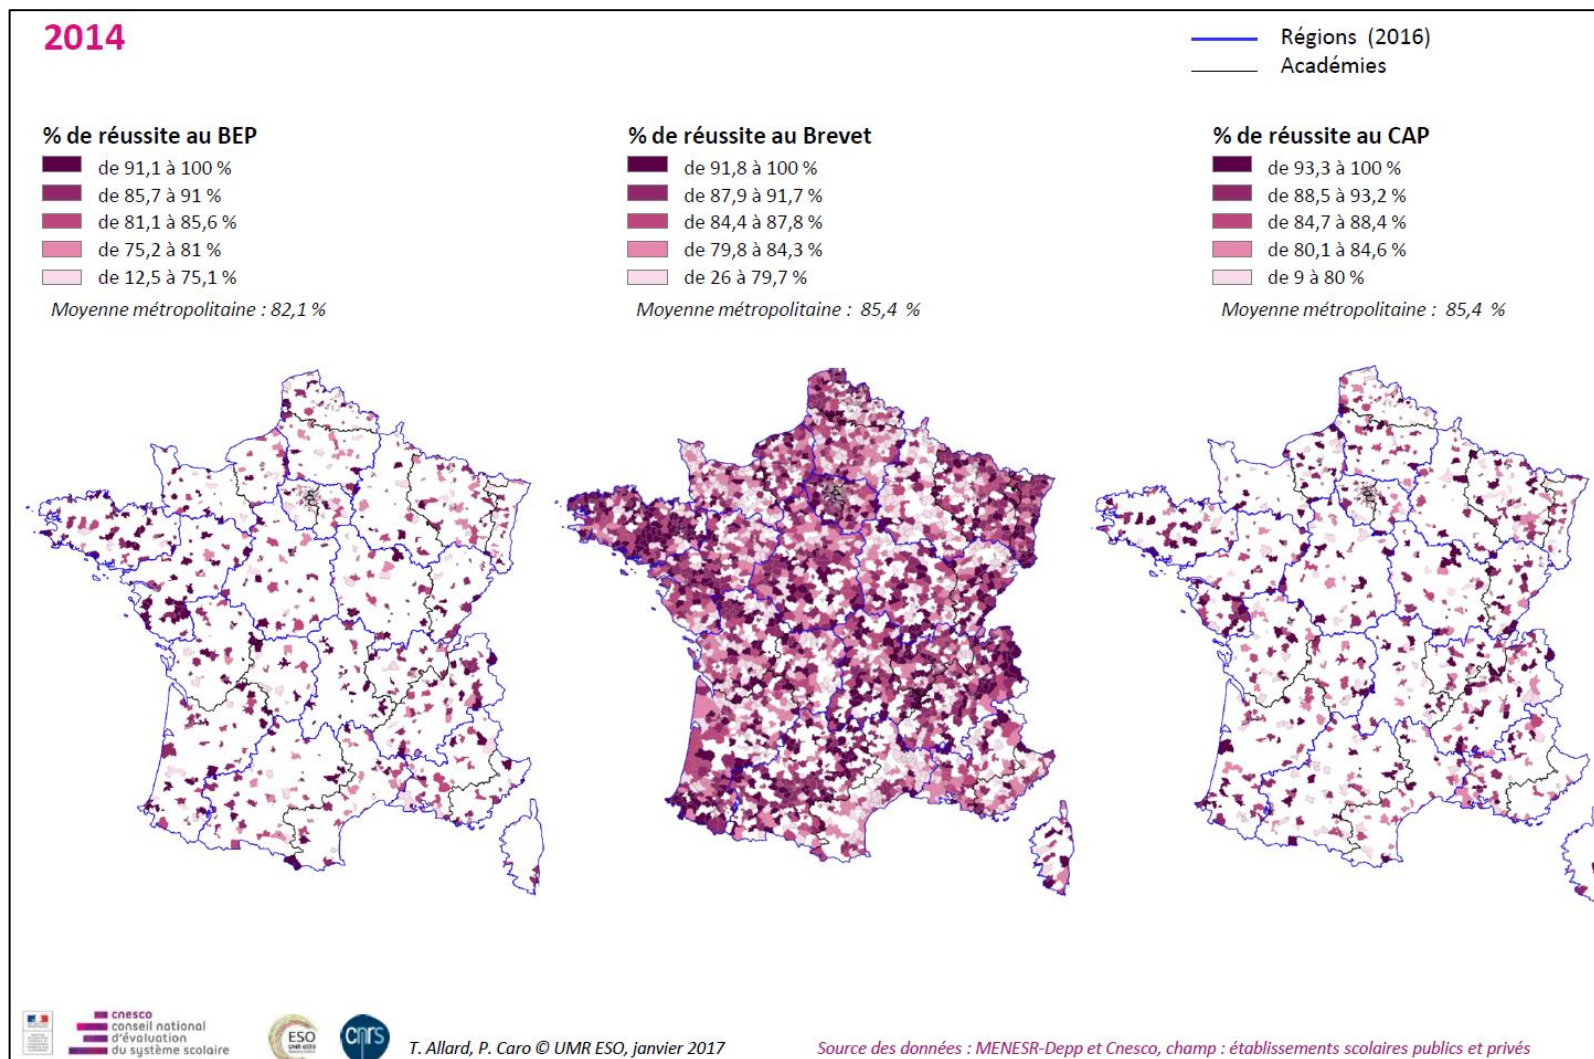 2014
Régions (2016)
Académies
% de réussite au BEP
de 91,1 à 100 %
de 85,7 à 91 %
de 81,1 à 85,6 %
de 75,2 à 81 %
de 12,5 à 75,1 %
Moyenne métropolitaine : 82,1 %
% de réussite au Brevet
de 91,8 à 100 %
de 87,9 à 91,7 %
de 84,4 à 87,8 %
de 79,8 à 84,3 %
de 26 à 79,7 %
Moyenne métropolitaine : 85,4 %
% de réussite au CAP
de 93,3 à 100 %
de 88,5 à 93,2 %
de 84,7 à 88,4 %
de 80,1 à 84,6 %
de 9 à 80 %
Moyenne métropolitaine : 85,4 %
cnesco
conseil national
d'évaluation
du système scolaire
ESO
cnrs
T. Allard, P. Caro © UMR ESO, janvier 2017
Source des données : MENESR-Depp et Cnesco, champ : établissements scolaires publics et privés